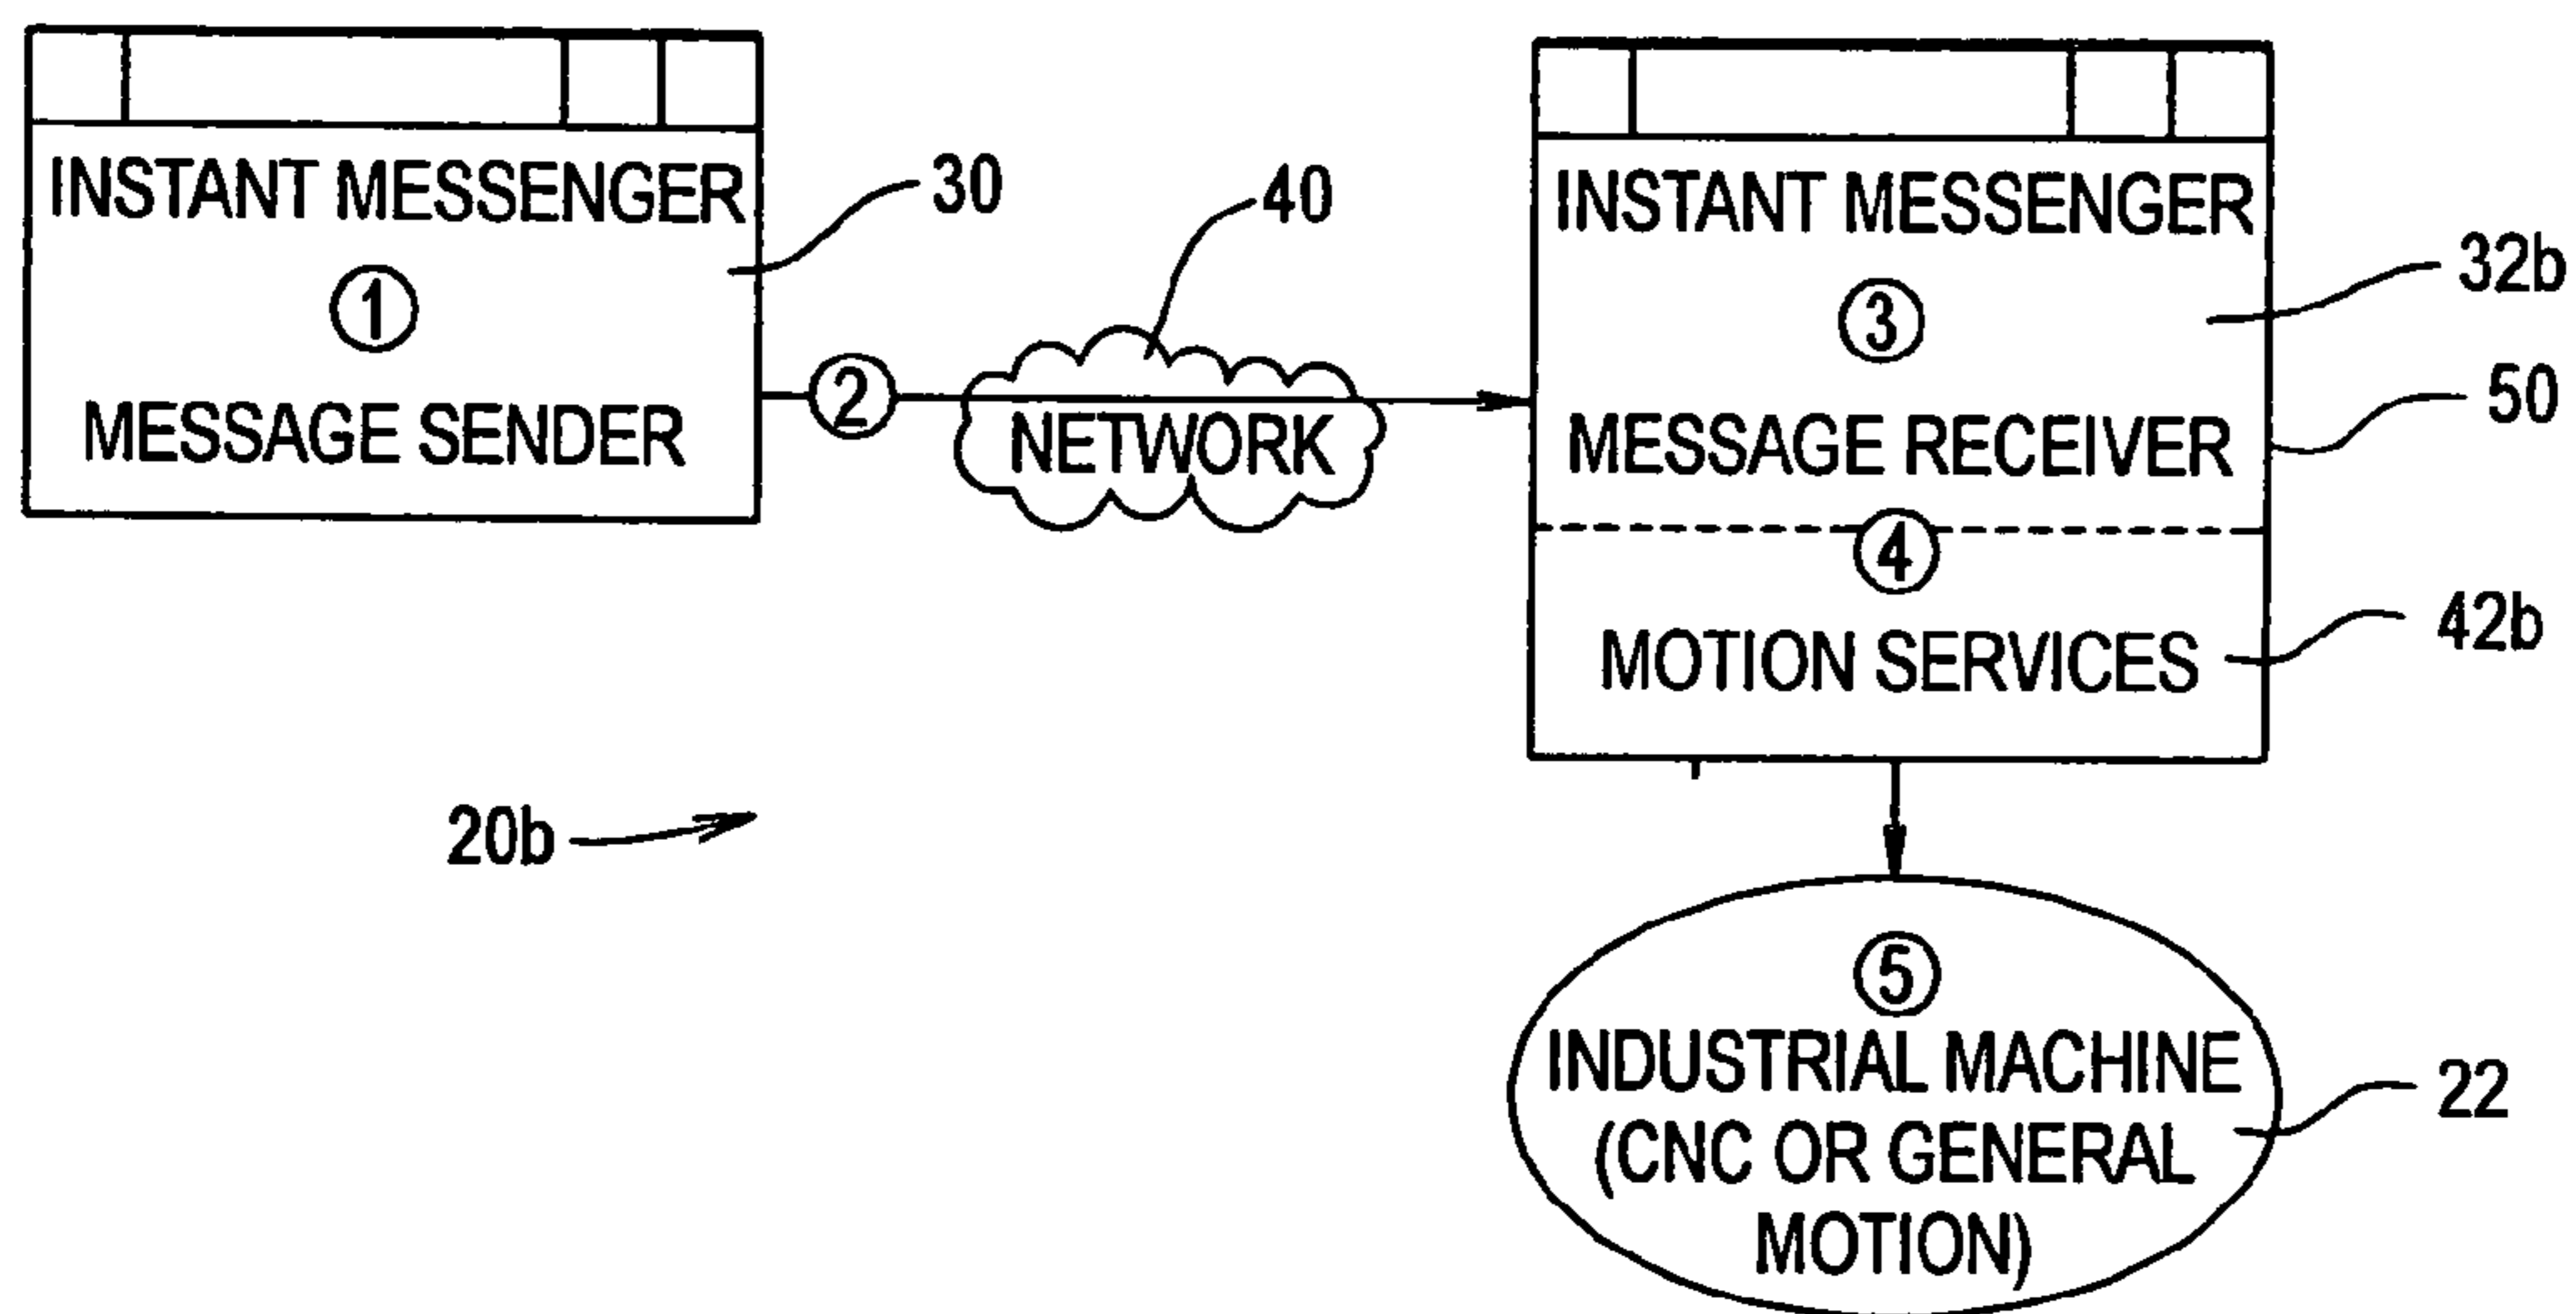 INSTANT MESSENGER
①
MESSAGE SENDER
30
②
40
NETWORK
INSTANT MESSENGER
③
MESSAGE RECEIVER
④
MOTION SERVICES
32b
50
42b
20b
⑤
INDUSTRIAL MACHINE
(CNC OR GENERAL
MOTION)
22